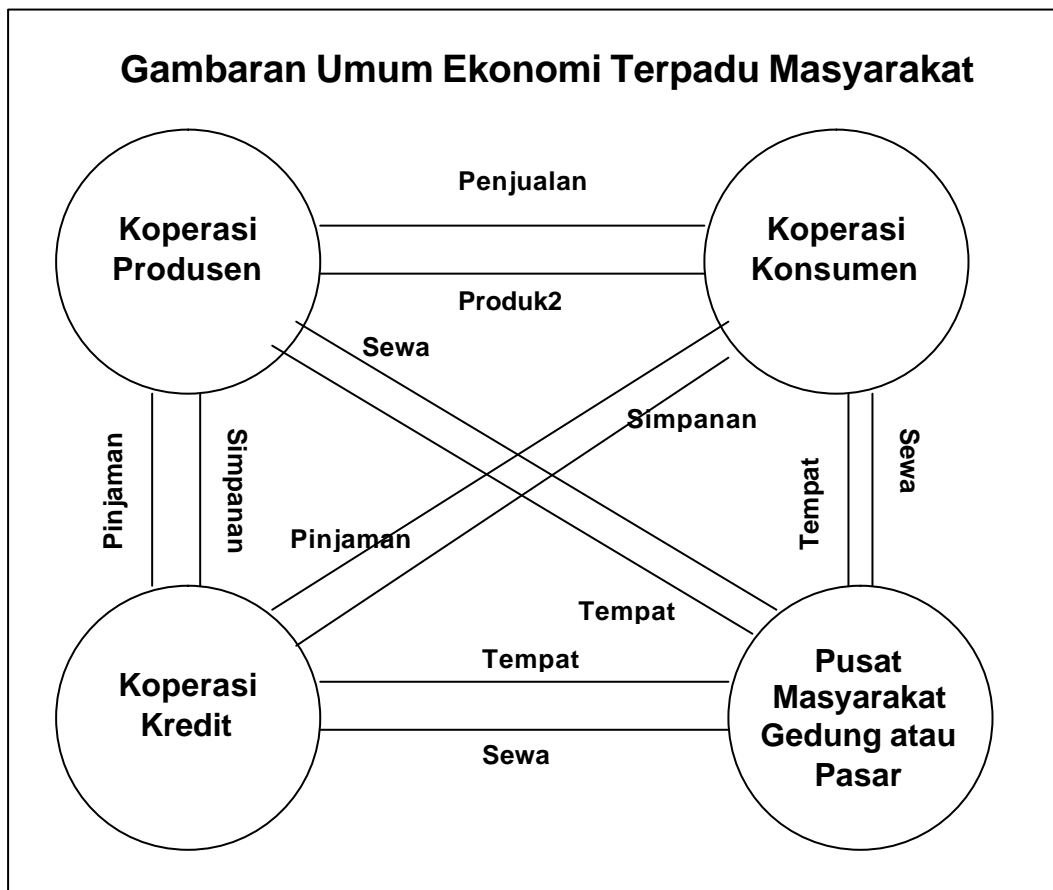 Gambaran Umum Ekonomi Terpadu Masyarakat
Penjualan
Koperasi
Produsen
Koperasi
Konsumen
Produk2
Sewa
Simpanan
Pinjaman
Simpanan
Tempat
Sewa
Pinjaman
Tempat
Tempat
Koperasi
Kredit
Pusat
Masyarakat
Gedung atau
Pasar
Sewa